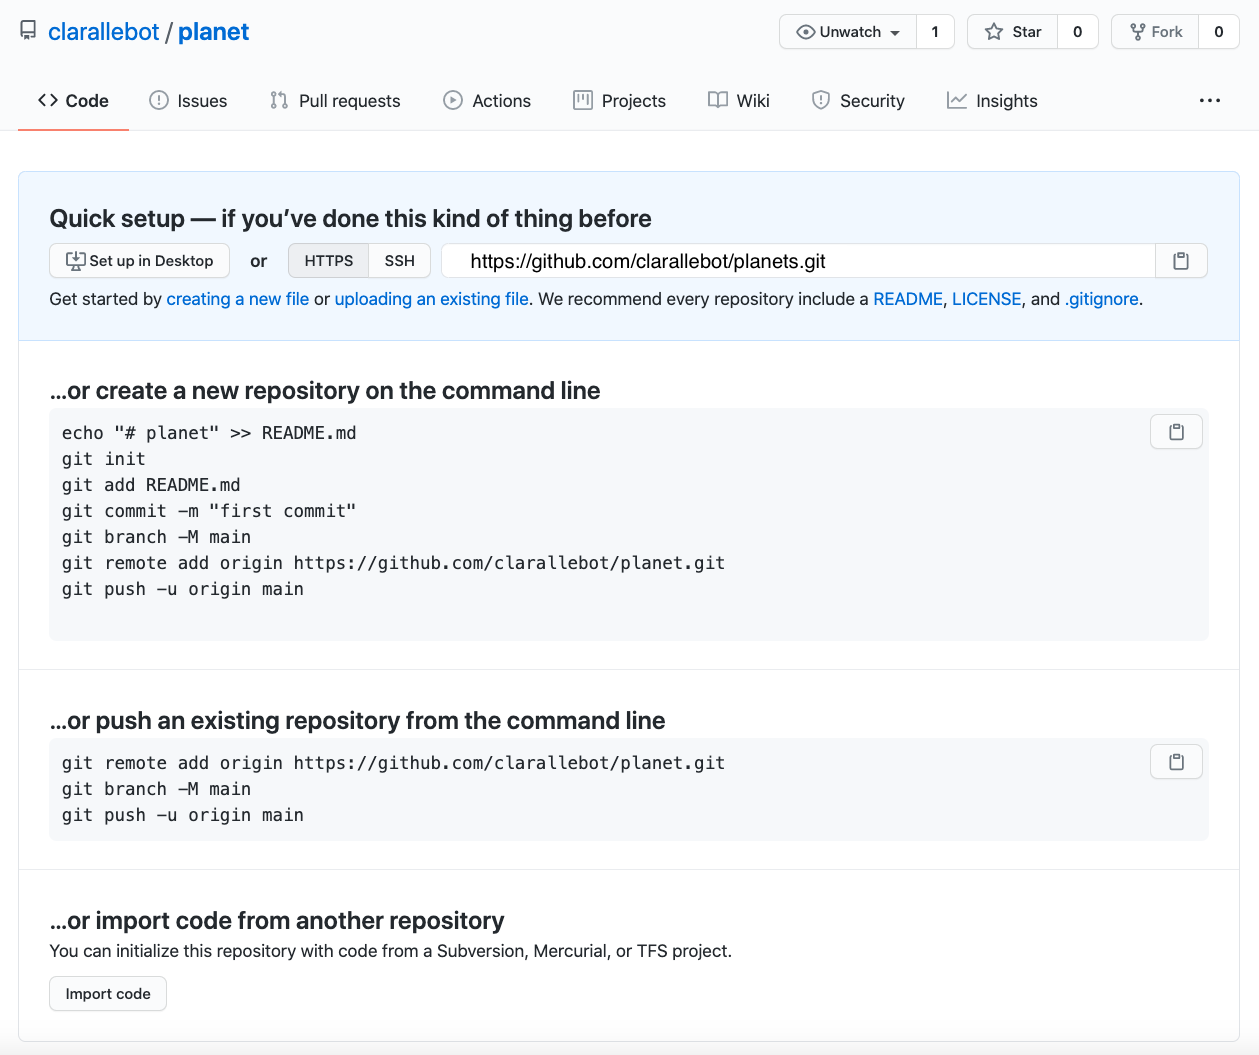 clarallebot / planet
Unwatch 1 Star 0 Fork 0
Code Issues Pull requests Actions Projects Wiki Security Insights
Quick setup — if you’ve done this kind of thing before
Set up in Desktop or HTTPS SSH https://github.com/clarallebot/planets.git
Get started by creating a new file or uploading an existing file. We recommend every repository include a README, LICENSE, and .gitignore.
…or create a new repository on the command line
echo "# planet" >> README.md
git init
git add README.md
git commit -m "first commit"
git branch -M main
git remote add origin https://github.com/clarallebot/planet.git
git push -u origin main
…or push an existing repository from the command line
git remote add origin https://github.com/clarallebot/planet.git
git branch -M main
git push -u origin main
…or import code from another repository
You can initialize this repository with code from a Subversion, Mercurial, or TFS project.
Import code